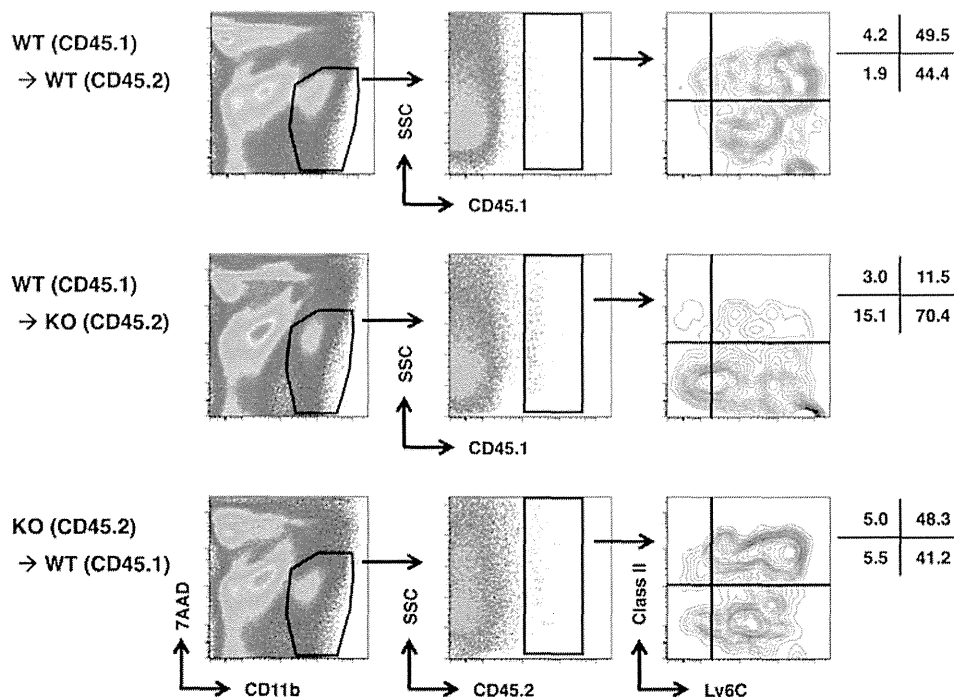 WT (CD45.1)
→ WT (CD45.2)
SSC
CD45.1
4.2 49.5
1.9 44.4
WT (CD45.1)
→ KO (CD45.2)
SSC
CD45.1
3.0 11.5
15.1 70.4
KO (CD45.2)
→ WT (CD45.1)
7AAD
CD11b
SSC
CD45.2
Class II
Ly6C
5.0 48.3
5.5 41.2